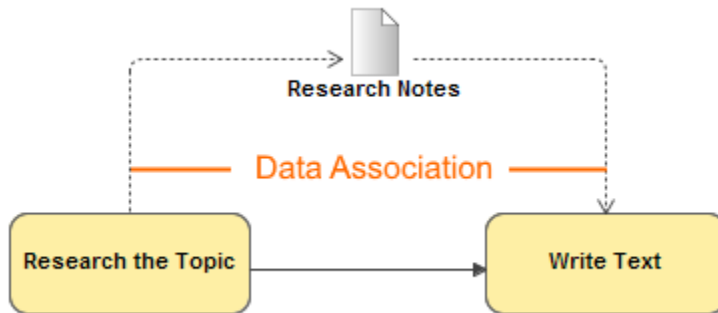 Research Notes
Data Association
Research the Topic
Write Text